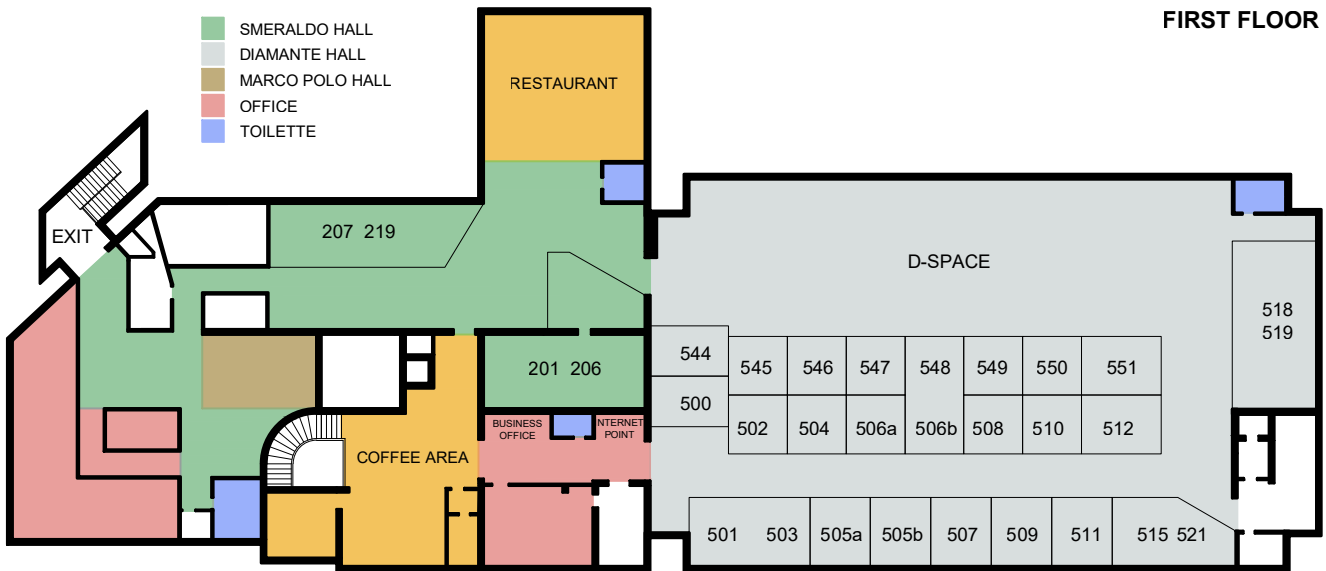 FIRST FLOOR
SMERALDO HALL
DIAMANTE HALL
MARCO POLO HALL
OFFICE
TOILETTE
RESTAURANT
EXIT
207 219
D-SPACE
518
519
544
545 546 547 548 549 550 551
201 206
500
502 504 506a 506b 508 510 512
BUSINESS
OFFICE
NTERNET
POINT
COFFEE AREA
501 503 505a 505b 507 509 511 515 521